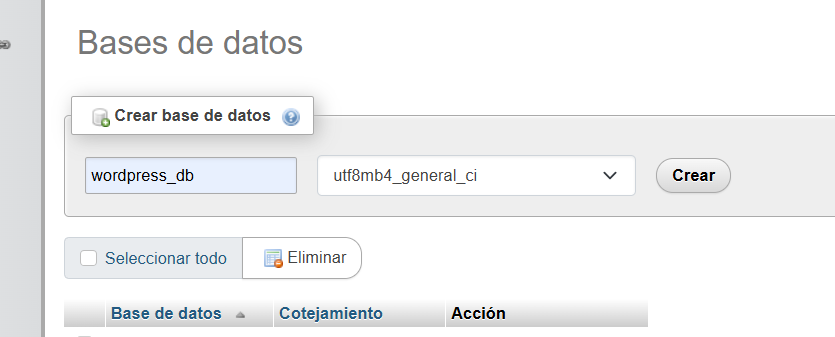 Bases de datos
Crear base de datos
wordpress_db utf8mb4_general_ci Crear
Seleccionar todo Eliminar
Base de datos Cotejamiento Acción